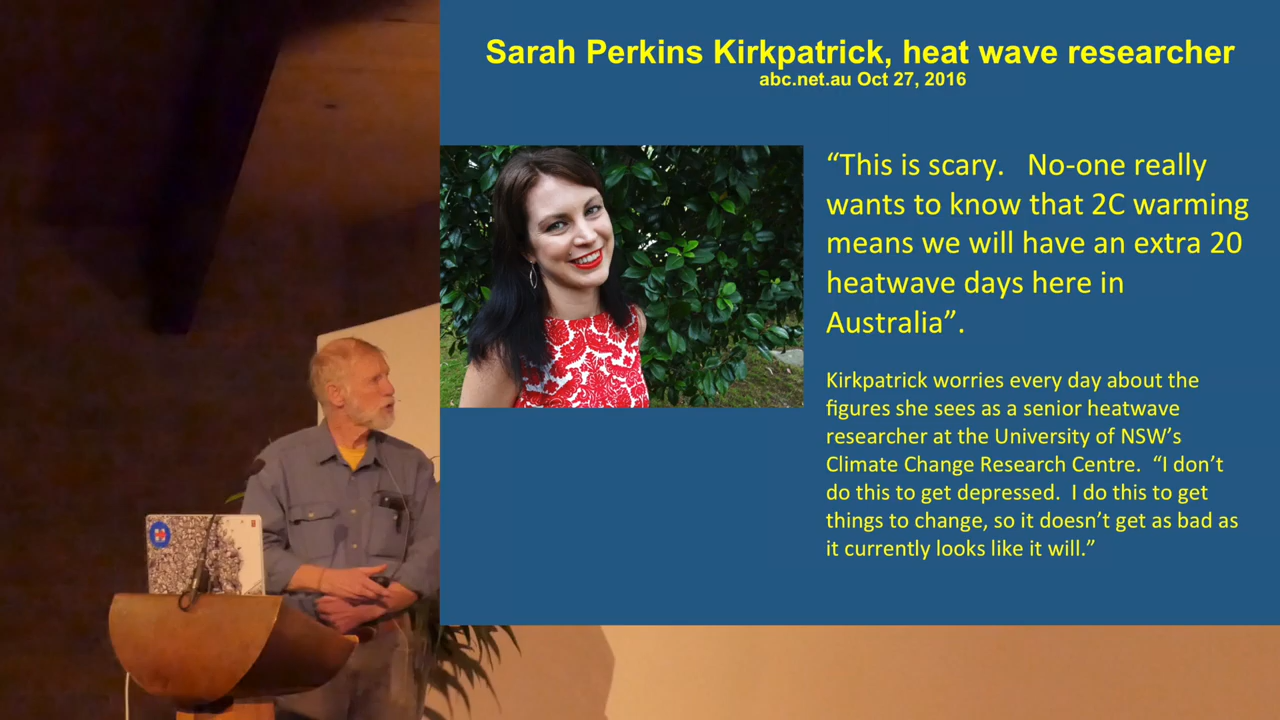 Sarah Perkins Kirkpatrick, heat wave researcher
abc.net.au Oct 27, 2016
“This is scary.   No-one really
wants to know that 2C warming
means we will have an extra 20
heatwave days here in
Australia”.
Kirkpatrick worries every day about the
figures she sees as a senior heatwave
researcher at the University of NSW’s
Climate Change Research Centre.  “I don’t
do this to get depressed.  I do this to get
things to change, so it doesn’t get as bad as
it currently looks like it will.”